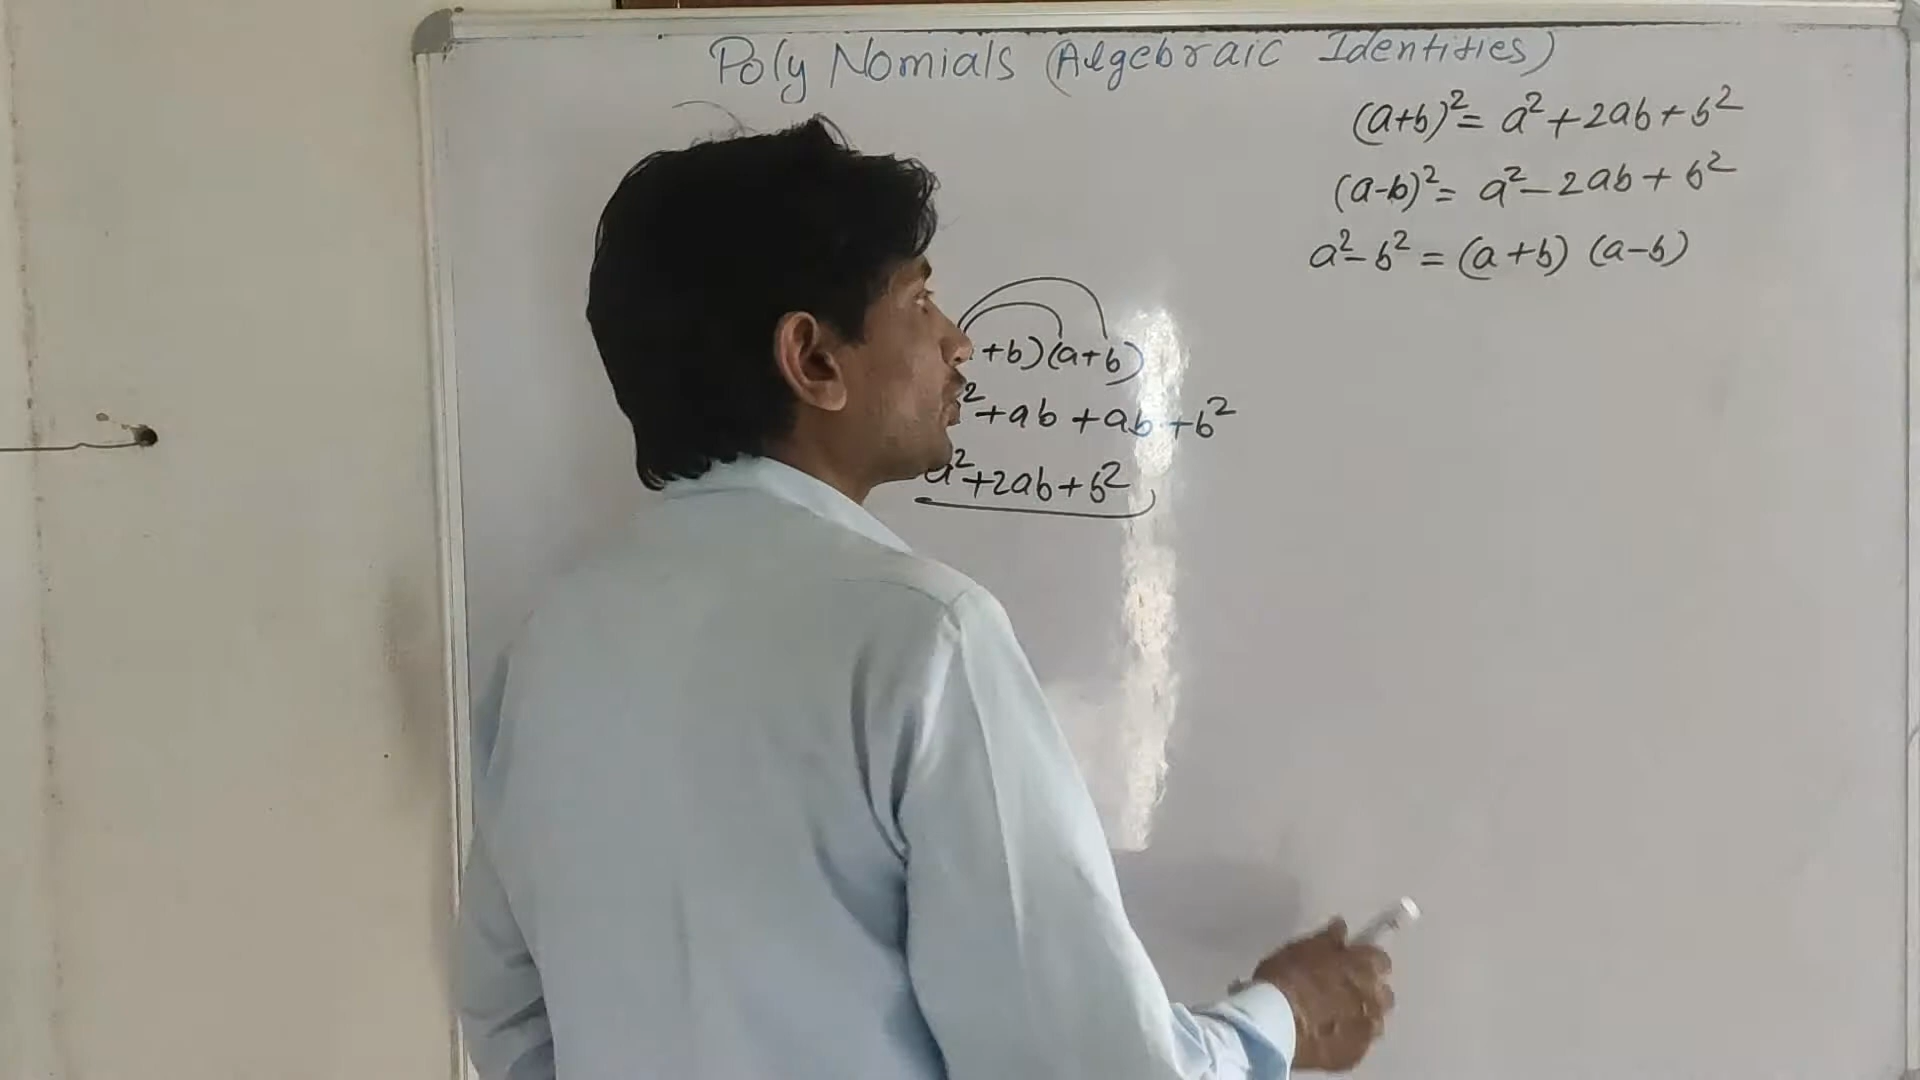 Poly Nomials (Algebraic Identities)
(a+b)²= a²+2ab+b²
(a-b)²= a²-2ab+b²
a²-b²=(a+b) (a-b)
+b)(a+b)
²+ab+ab+b²
a²+2ab+b²